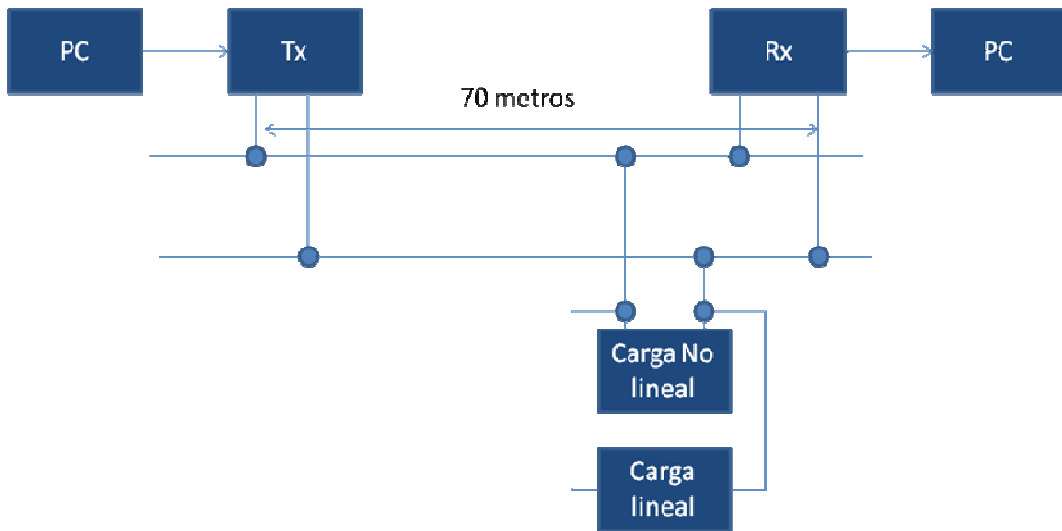 PC
Tx
Rx
PC
70 metros
Carga No
lineal
Carga
lineal